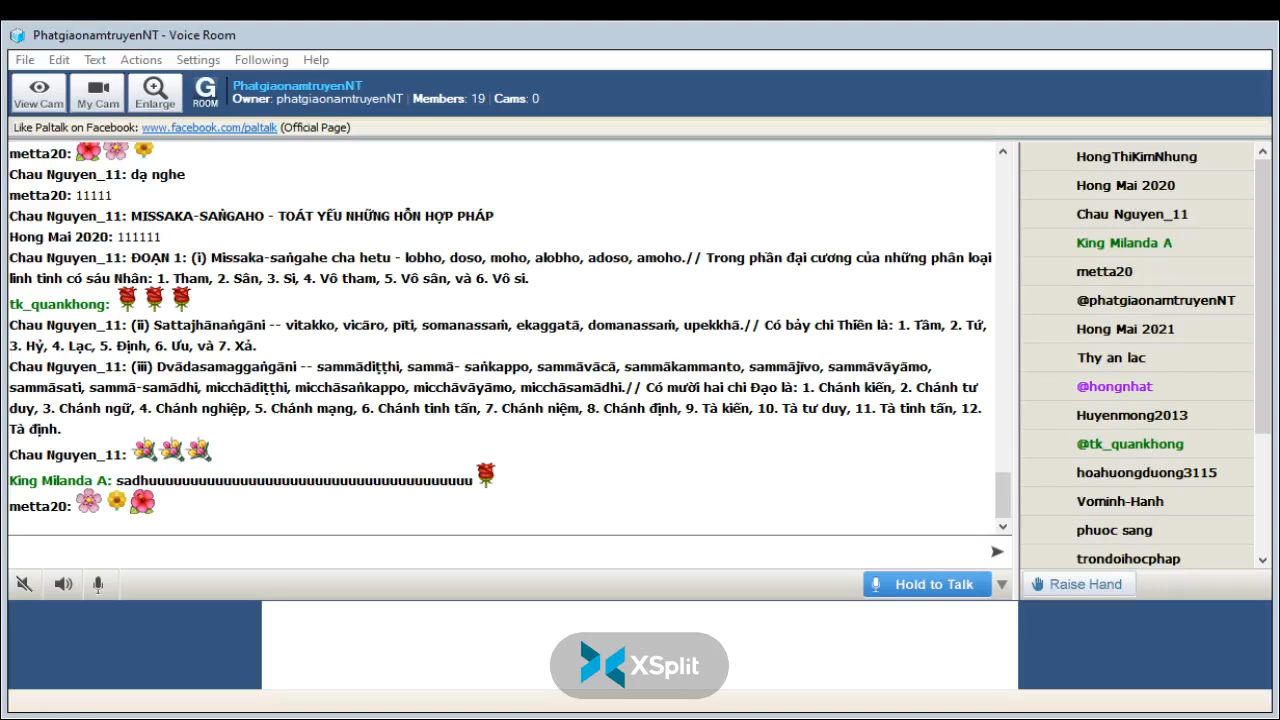 PhatgiaonamtruyenNT - Voice Room
File Edit Text Actions Settings Following Help
View Cam My Cam Enlarge G ROOM
PhatgiaonamtruyenNT
Owner: phatgiaonamtruyenNT | Members: 19 | Cams: 0
Like Paltalk on Facebook: www.facebook.com/paltalk (Official Page)
metta20:
Chau Nguyen_11: dạ nghe
metta20: 11111
Chau Nguyen_11: MISSAKA-SAṄGAHO - TOÁT YẾU NHỮNG HỖN HỢP PHÁP
Hong Mai 2020: 111111
Chau Nguyen_11: ĐOẠN 1: (i) Missaka-saṅgahe cha hetu - lobho, doso, moho, alobho, adoso, amoho.// Trong phần đại cương của những phân loại
linh tinh có sáu Nhân: 1. Tham, 2. Sân, 3. Si, 4. Vô tham, 5. Vô sân, và 6. Vô si.
tk_quankhong:
Chau Nguyen_11: (ii) Sattajhānaṅgāni -- vitakko, vicāro, pīti, somanassaṁ, ekaggatā, domanassaṁ, upekkhā.// Có bảy chi Thiền là: 1. Tầm, 2. Tứ,
3. Hỷ, 4. Lạc, 5. Định, 6. Ưu, và 7. Xả.
Chau Nguyen_11: (iii) Dvādasamaggaṅgāni -- sammādiṭṭhi, sammā- saṅkappo, sammāvācā, sammākammanto, sammājīvo, sammāvāyāmo,
sammāsati, sammā-samādhi, micchādiṭṭhi, micchāsaṅkappo, micchāvāyāmo, micchāsamādhi.// Có mười hai chi Đạo là: 1. Chánh kiến, 2. Chánh tư
duy, 3. Chánh ngữ, 4. Chánh nghiệp, 5. Chánh mạng, 6. Chánh tinh tấn, 7. Chánh niệm, 8. Chánh định, 9. Tà kiến, 10. Tà tư duy, 11. Tà tinh tấn, 12.
Tà định.
Chau Nguyen_11:
King Milanda A: sadhuuuuuuuuuuuuuuuuuuuuuuuuuuuuuuuuuuuuuuu
metta20:
HongThiKimNhung
Hong Mai 2020
Chau Nguyen_11
King Milanda A
metta20
@phatgiaonamtruyenNT
Hong Mai 2021
Thy an lac
@hongnhat
Huyenmong2013
@tk_quankhong
hoahuongduong3115
Vominh-Hanh
phuoc sang
trondoihocphap
Hold to Talk
Raise Hand
XSplit